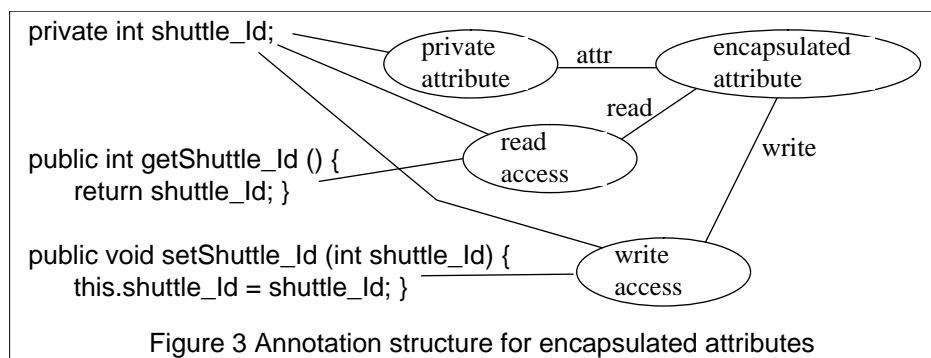 private int shuttle_Id;
private
attribute
attr
encapsulated
attribute
read
public int getShuttle_Id () {
return shuttle_Id; }
read
access
write
public void setShuttle_Id (int shuttle_Id) {
this.shuttle_Id = shuttle_Id; }
write
access
Figure 3 Annotation structure for encapsulated attributes